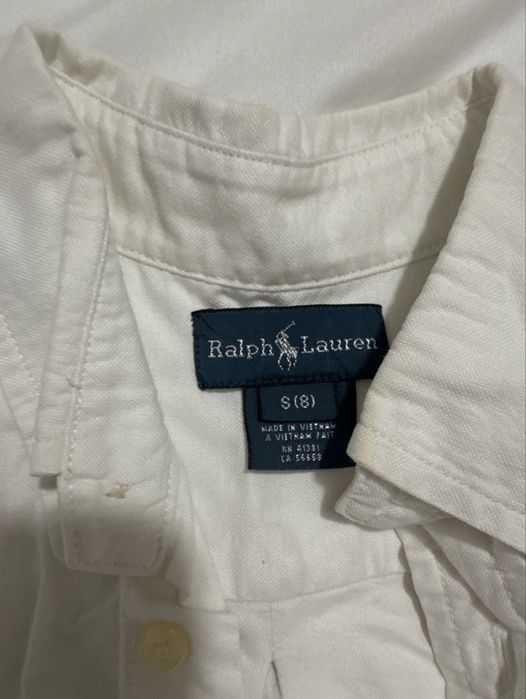 Ralph Lauren
S (8)
MADE IN VIETNAM
A VIETNAM FAIT
RN 41381
CA 56658